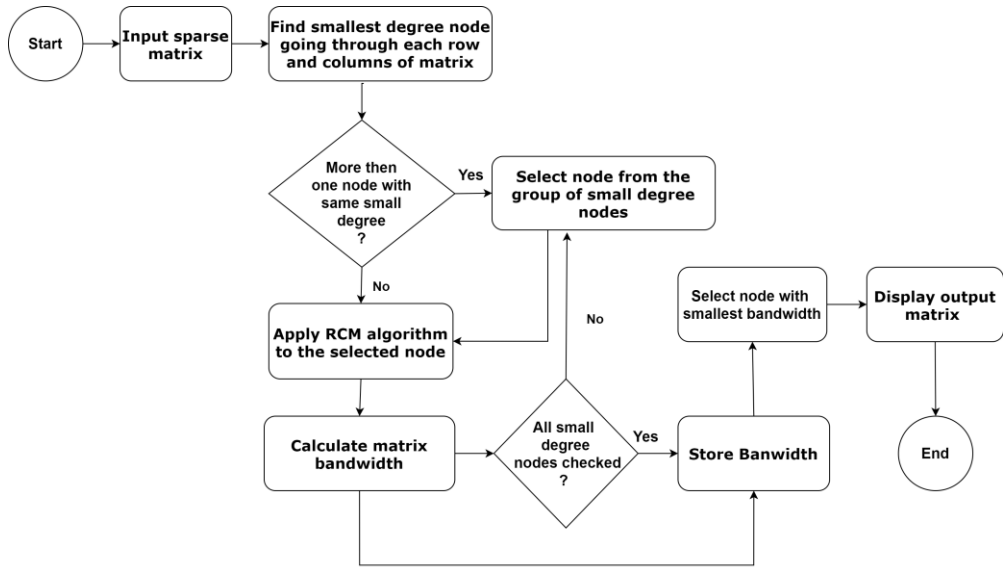 Start
Input sparse
matrix
Find smallest degree node
going through each row
and columns of matrix
More then
one node with
same small
degree
?
Yes
Select node from the
group of small degree
nodes
No
Apply RCM algorithm
to the selected node
No
Select node with
smallest bandwidth
Display output
matrix
Calculate matrix
bandwidth
All small
degree
nodes checked
?
Yes
Store Banwidth
End